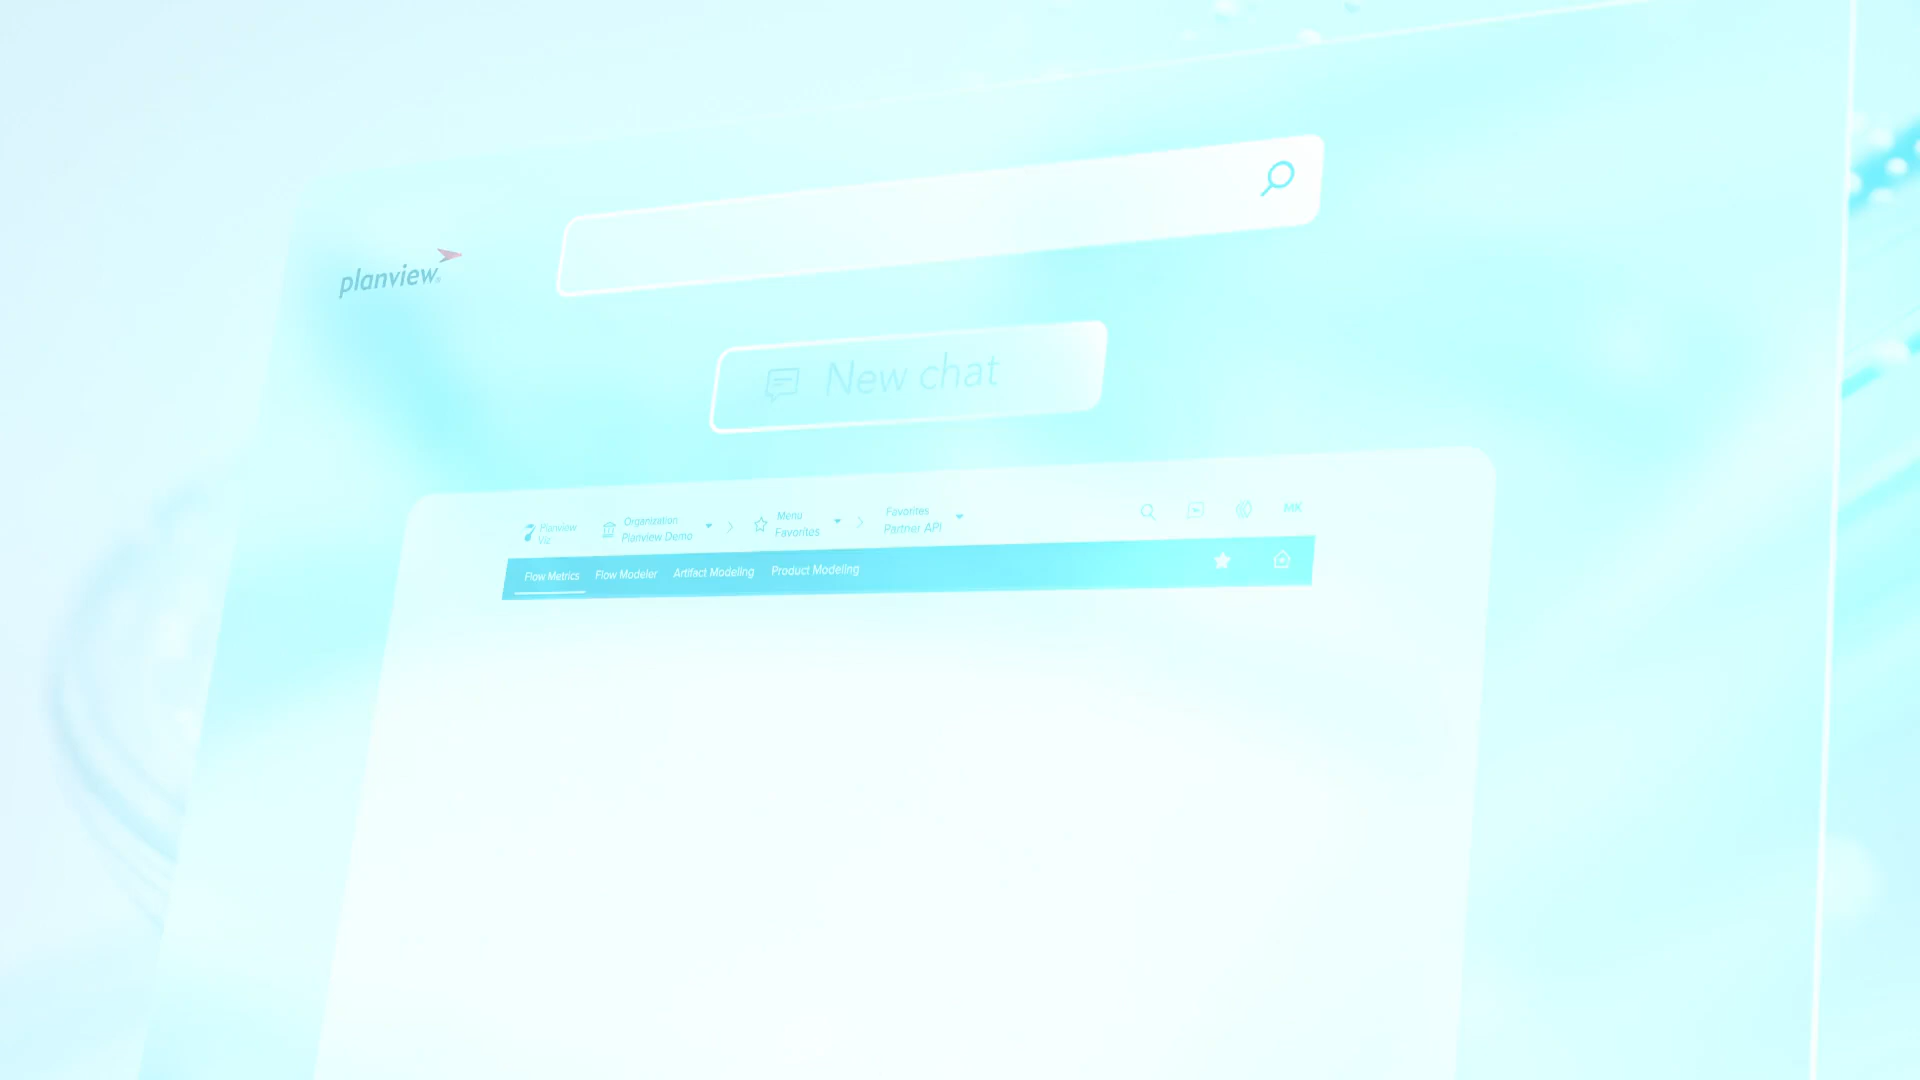 planview
New chat
Planview
Viz
Organization
Planview Demo
Menu
Favorites
Favorites
Partner API
MK
Flow Metrics
Flow Modeler
Artifact Modeling
Product Modeling